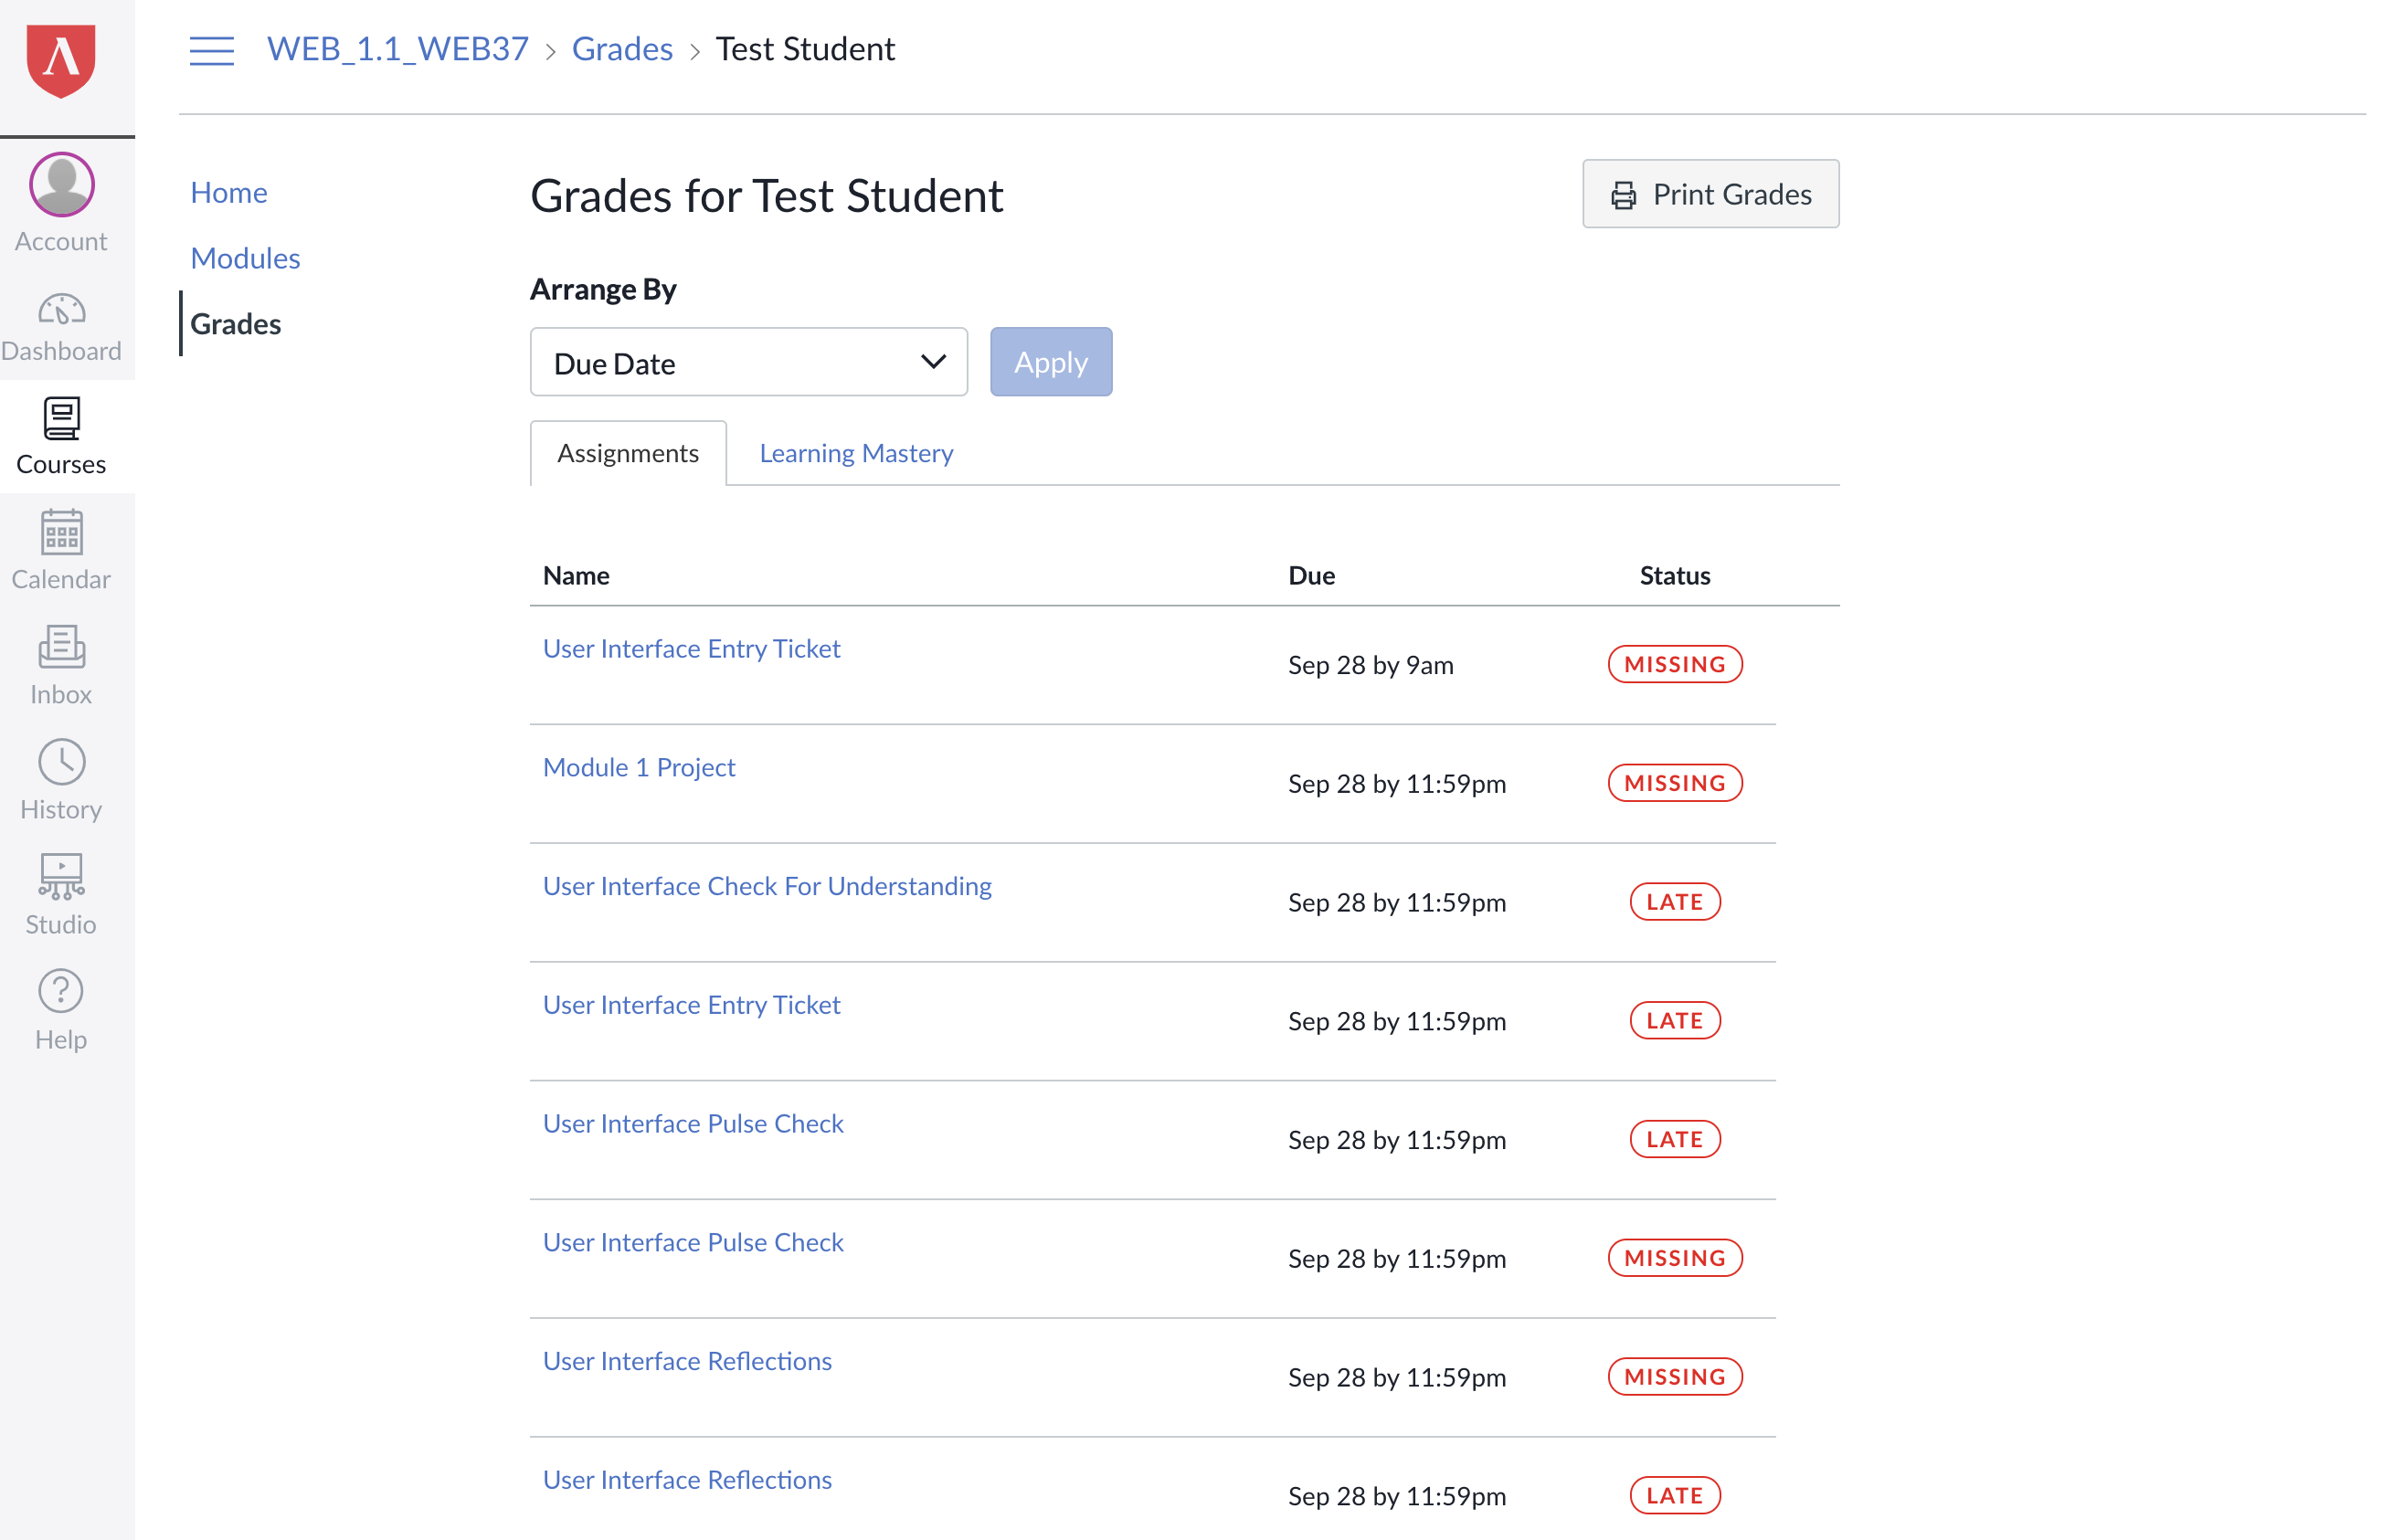 WEB_1.1_WEB37 > Grades > Test Student
Account
Dashboard
Courses
Calendar
Inbox
History
Studio
Help
Home
Modules
Grades
Grades for Test Student
Print Grades
Arrange By
Due Date
Apply
Assignments
Learning Mastery
Name Due Status
User Interface Entry Ticket Sep 28 by 9am MISSING
Module 1 Project Sep 28 by 11:59pm MISSING
User Interface Check For Understanding Sep 28 by 11:59pm LATE
User Interface Entry Ticket Sep 28 by 11:59pm LATE
User Interface Pulse Check Sep 28 by 11:59pm LATE
User Interface Pulse Check Sep 28 by 11:59pm MISSING
User Interface Reflections Sep 28 by 11:59pm MISSING
User Interface Reflections Sep 28 by 11:59pm LATE